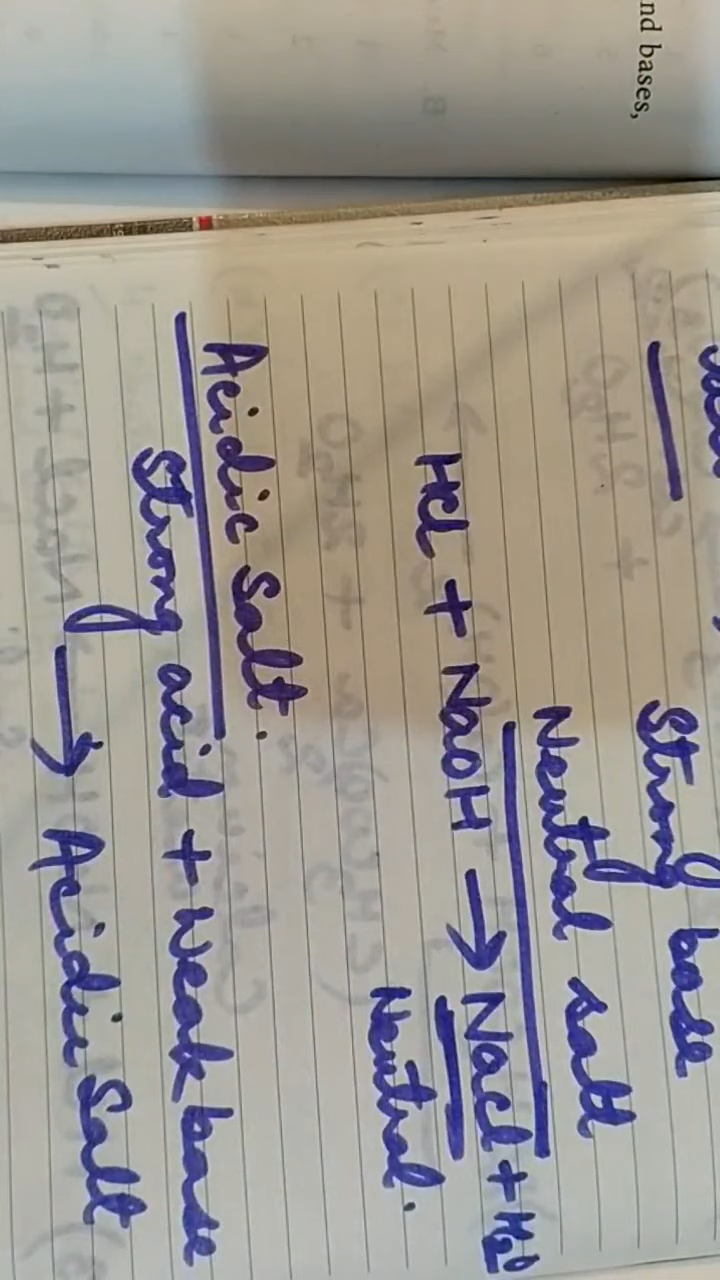 nd bases,
Strong base
Neutral salt
HCl + NaOH → NaCl + H₂O
Neutral.
Acidic Salt.
Strong acid + Weak base
→ Acidic Salt